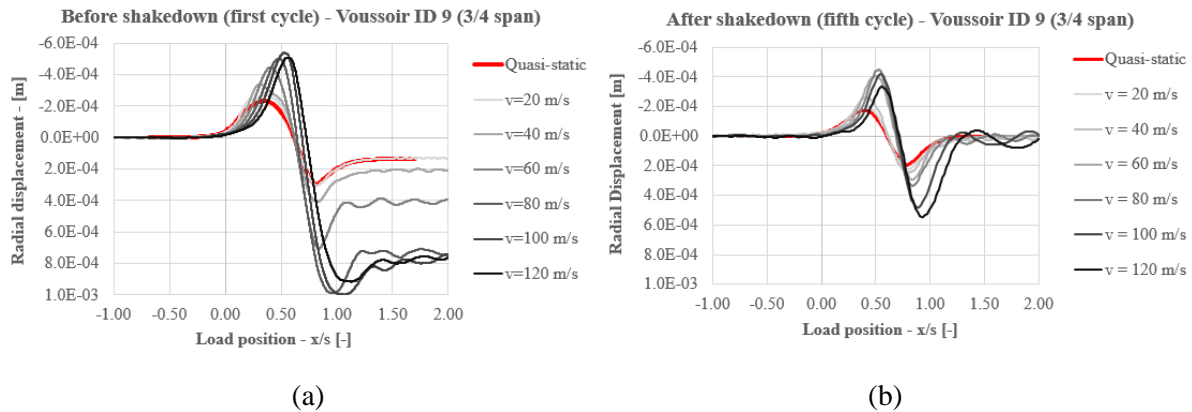 Before shakedown (first cycle) - Voussoir ID 9 (3/4 span)
Radial displacement - [m]
-6.0E-04
-4.0E-04
-2.0E-04
0.0E+00
2.0E-04
4.0E-04
6.0E-04
8.0E-04
1.0E-03
-1.00 -0.50 0.00 0.50 1.00 1.50 2.00
Load position - x/s [-]
Quasi-static
v=20 m/s
v=40 m/s
v=60 m/s
v=80 m/s
v=100 m/s
v=120 m/s
(a)
After shakedown (fifth cycle) - Voussoir ID 9 (3/4 span)
Radial Displacement [m]
-6.0E-04
-4.0E-04
-2.0E-04
0.0E+00
2.0E-04
4.0E-04
6.0E-04
8.0E-04
1.0E-03
-1.00 -0.50 0.00 0.50 1.00 1.50 2.00
Load position - x/s [-]
Quasi-static
v = 20 m/s
v = 40 m/s
v = 60 m/s
v = 80 m/s
v = 100 m/s
v = 120 m/s
(b)